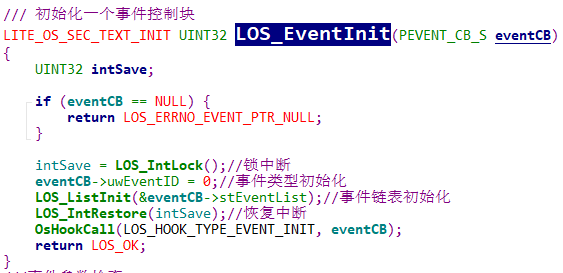 /// 初始化一个事件控制块
LITE_OS_SEC_TEXT_INIT UINT32 LOS_EventInit(PEVENT_CB_S eventCB)
{
    UINT32 intSave;

    if (eventCB == NULL) {
        return LOS_ERRNO_EVENT_PTR_NULL;
    }

    intSave = LOS_IntLock();//锁中断
    eventCB->uwEventID = 0;//事件类型初始化
    LOS_ListInit(&eventCB->stEventList);//事件链表初始化
    LOS_IntRestore(intSave);//恢复中断
    OsHookCall(LOS_HOOK_TYPE_EVENT_INIT, eventCB);
    return LOS_OK;
}